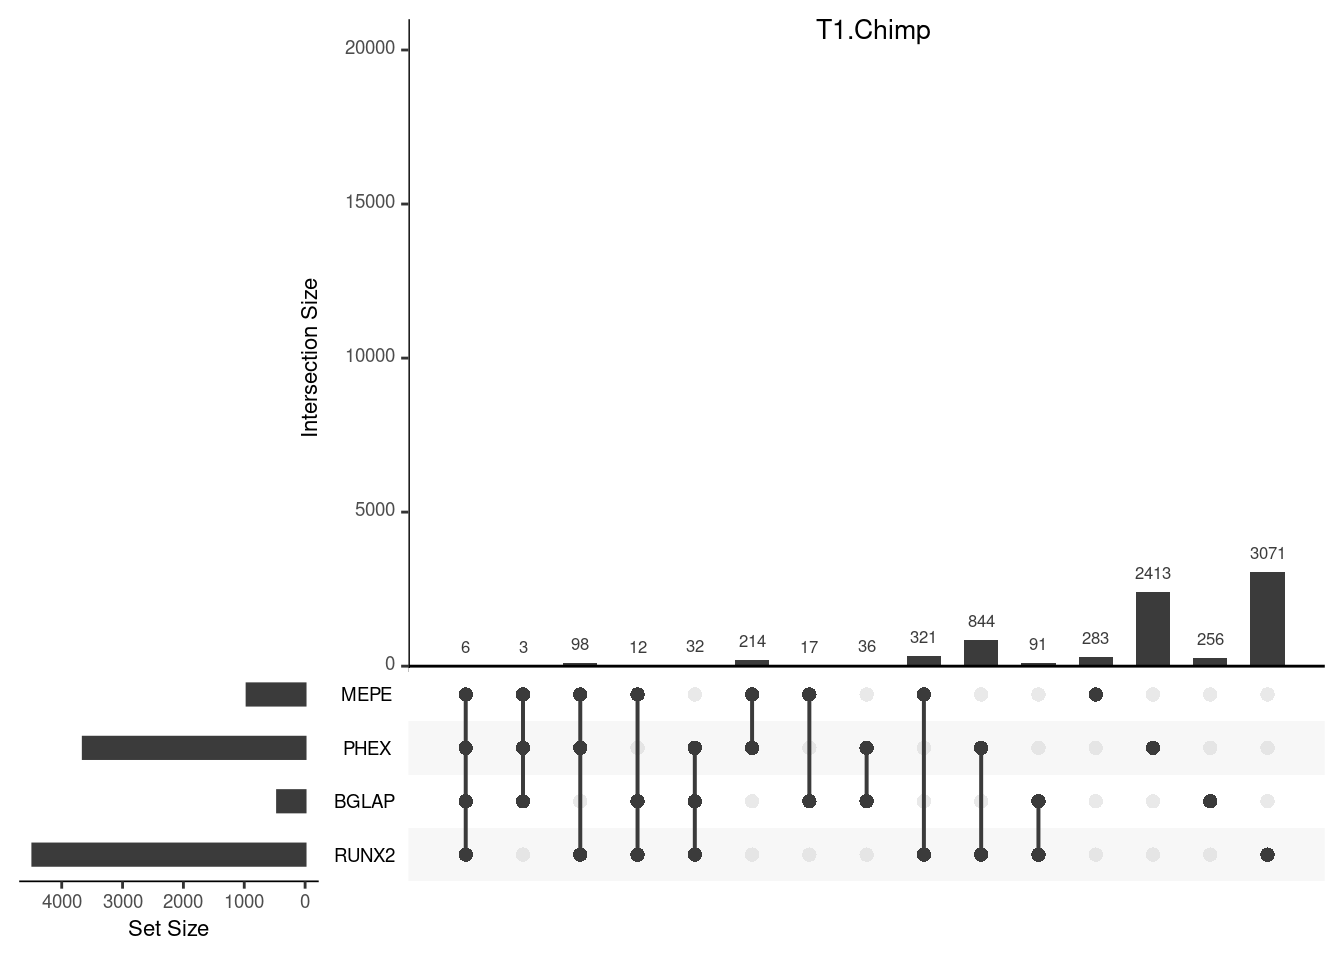 T1.Chimp
20000
15000
10000
5000
0
Intersection Size
6 3 98 12 32 214 17 36 321 844 91 283 2413 256 3071
MEPE
PHEX
BGLAP
RUNX2
4000 3000 2000 1000 0
Set Size